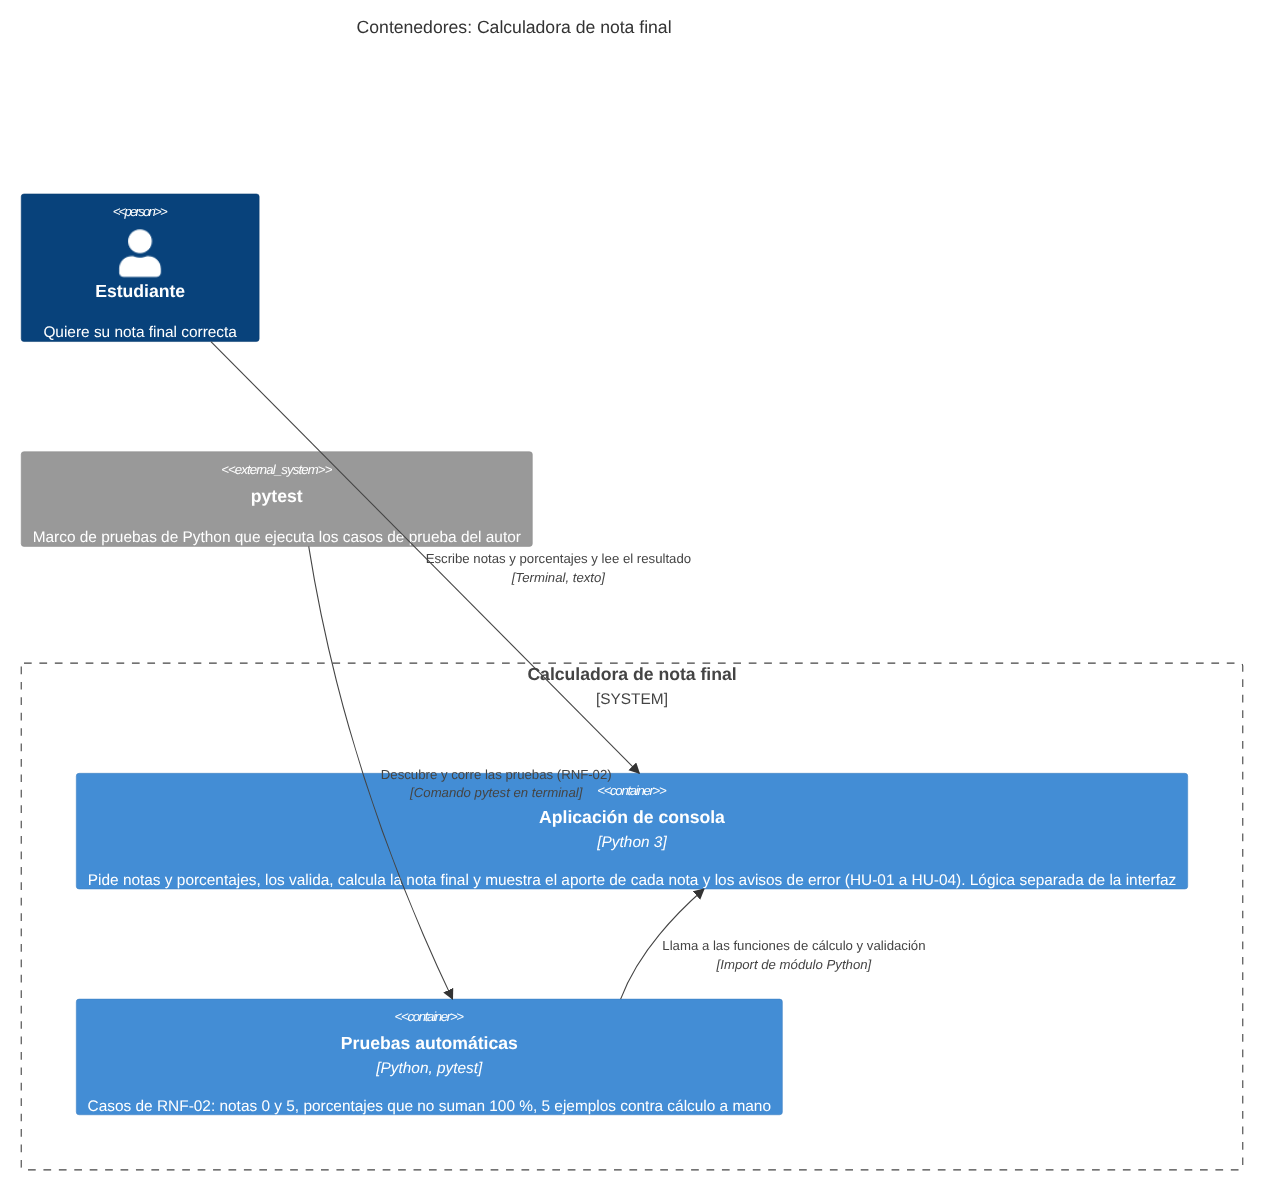 Contenedores: Calculadora de nota final
<<person>>
Estudiante
Quiere su nota final correcta
<<external_system>>
pytest
Marco de pruebas de Python que ejecuta los casos de prueba del autor
Escribe notas y porcentajes y lee el resultado
[Terminal, texto]
Calculadora de nota final
[SYSTEM]
Descubre y corre las pruebas (RNF-02)
[Comando pytest en terminal]
<<container>>
Aplicación de consola
[Python 3]
Pide notas y porcentajes, los valida, calcula la nota final y muestra el aporte de cada nota y los avisos de error (HU-01 a HU-04). Lógica separada de la interfaz
Llama a las funciones de cálculo y validación
[Import de módulo Python]
<<container>>
Pruebas automáticas
[Python, pytest]
Casos de RNF-02: notas 0 y 5, porcentajes que no suman 100 %, 5 ejemplos contra cálculo a mano